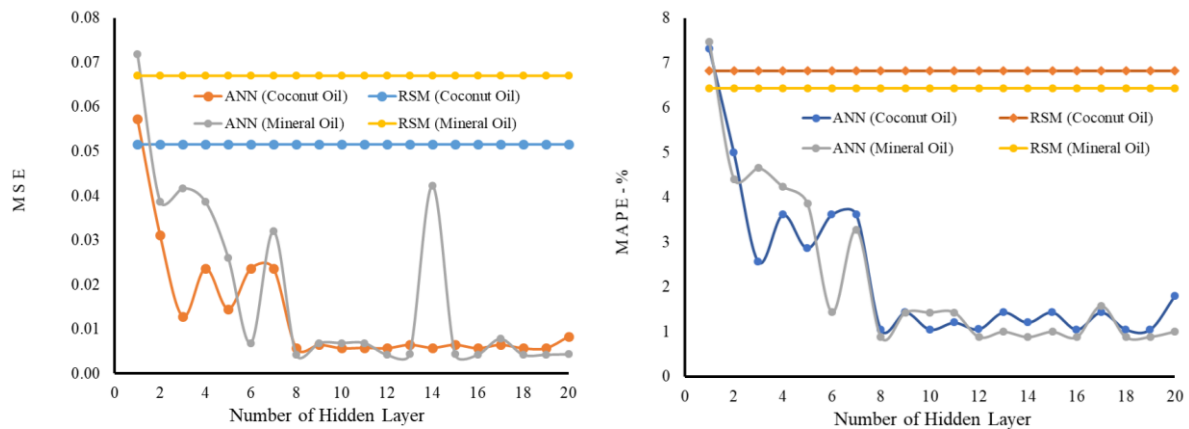 0.08
0.07
0.06
0.05
0.04
0.03
0.02
0.01
0.00
MSE
0 2 4 6 8 10 12 14 16 18 20
Number of Hidden Layer
ANN (Coconut Oil) RSM (Coconut Oil)
ANN (Mineral Oil) RSM (Mineral Oil)
8
7
6
5
4
3
2
1
0
MAPE-%
0 2 4 6 8 10 12 14 16 18 20
Number of Hidden Layer
ANN (Coconut Oil) RSM (Coconut Oil)
ANN (Mineral Oil) RSM (Mineral Oil)